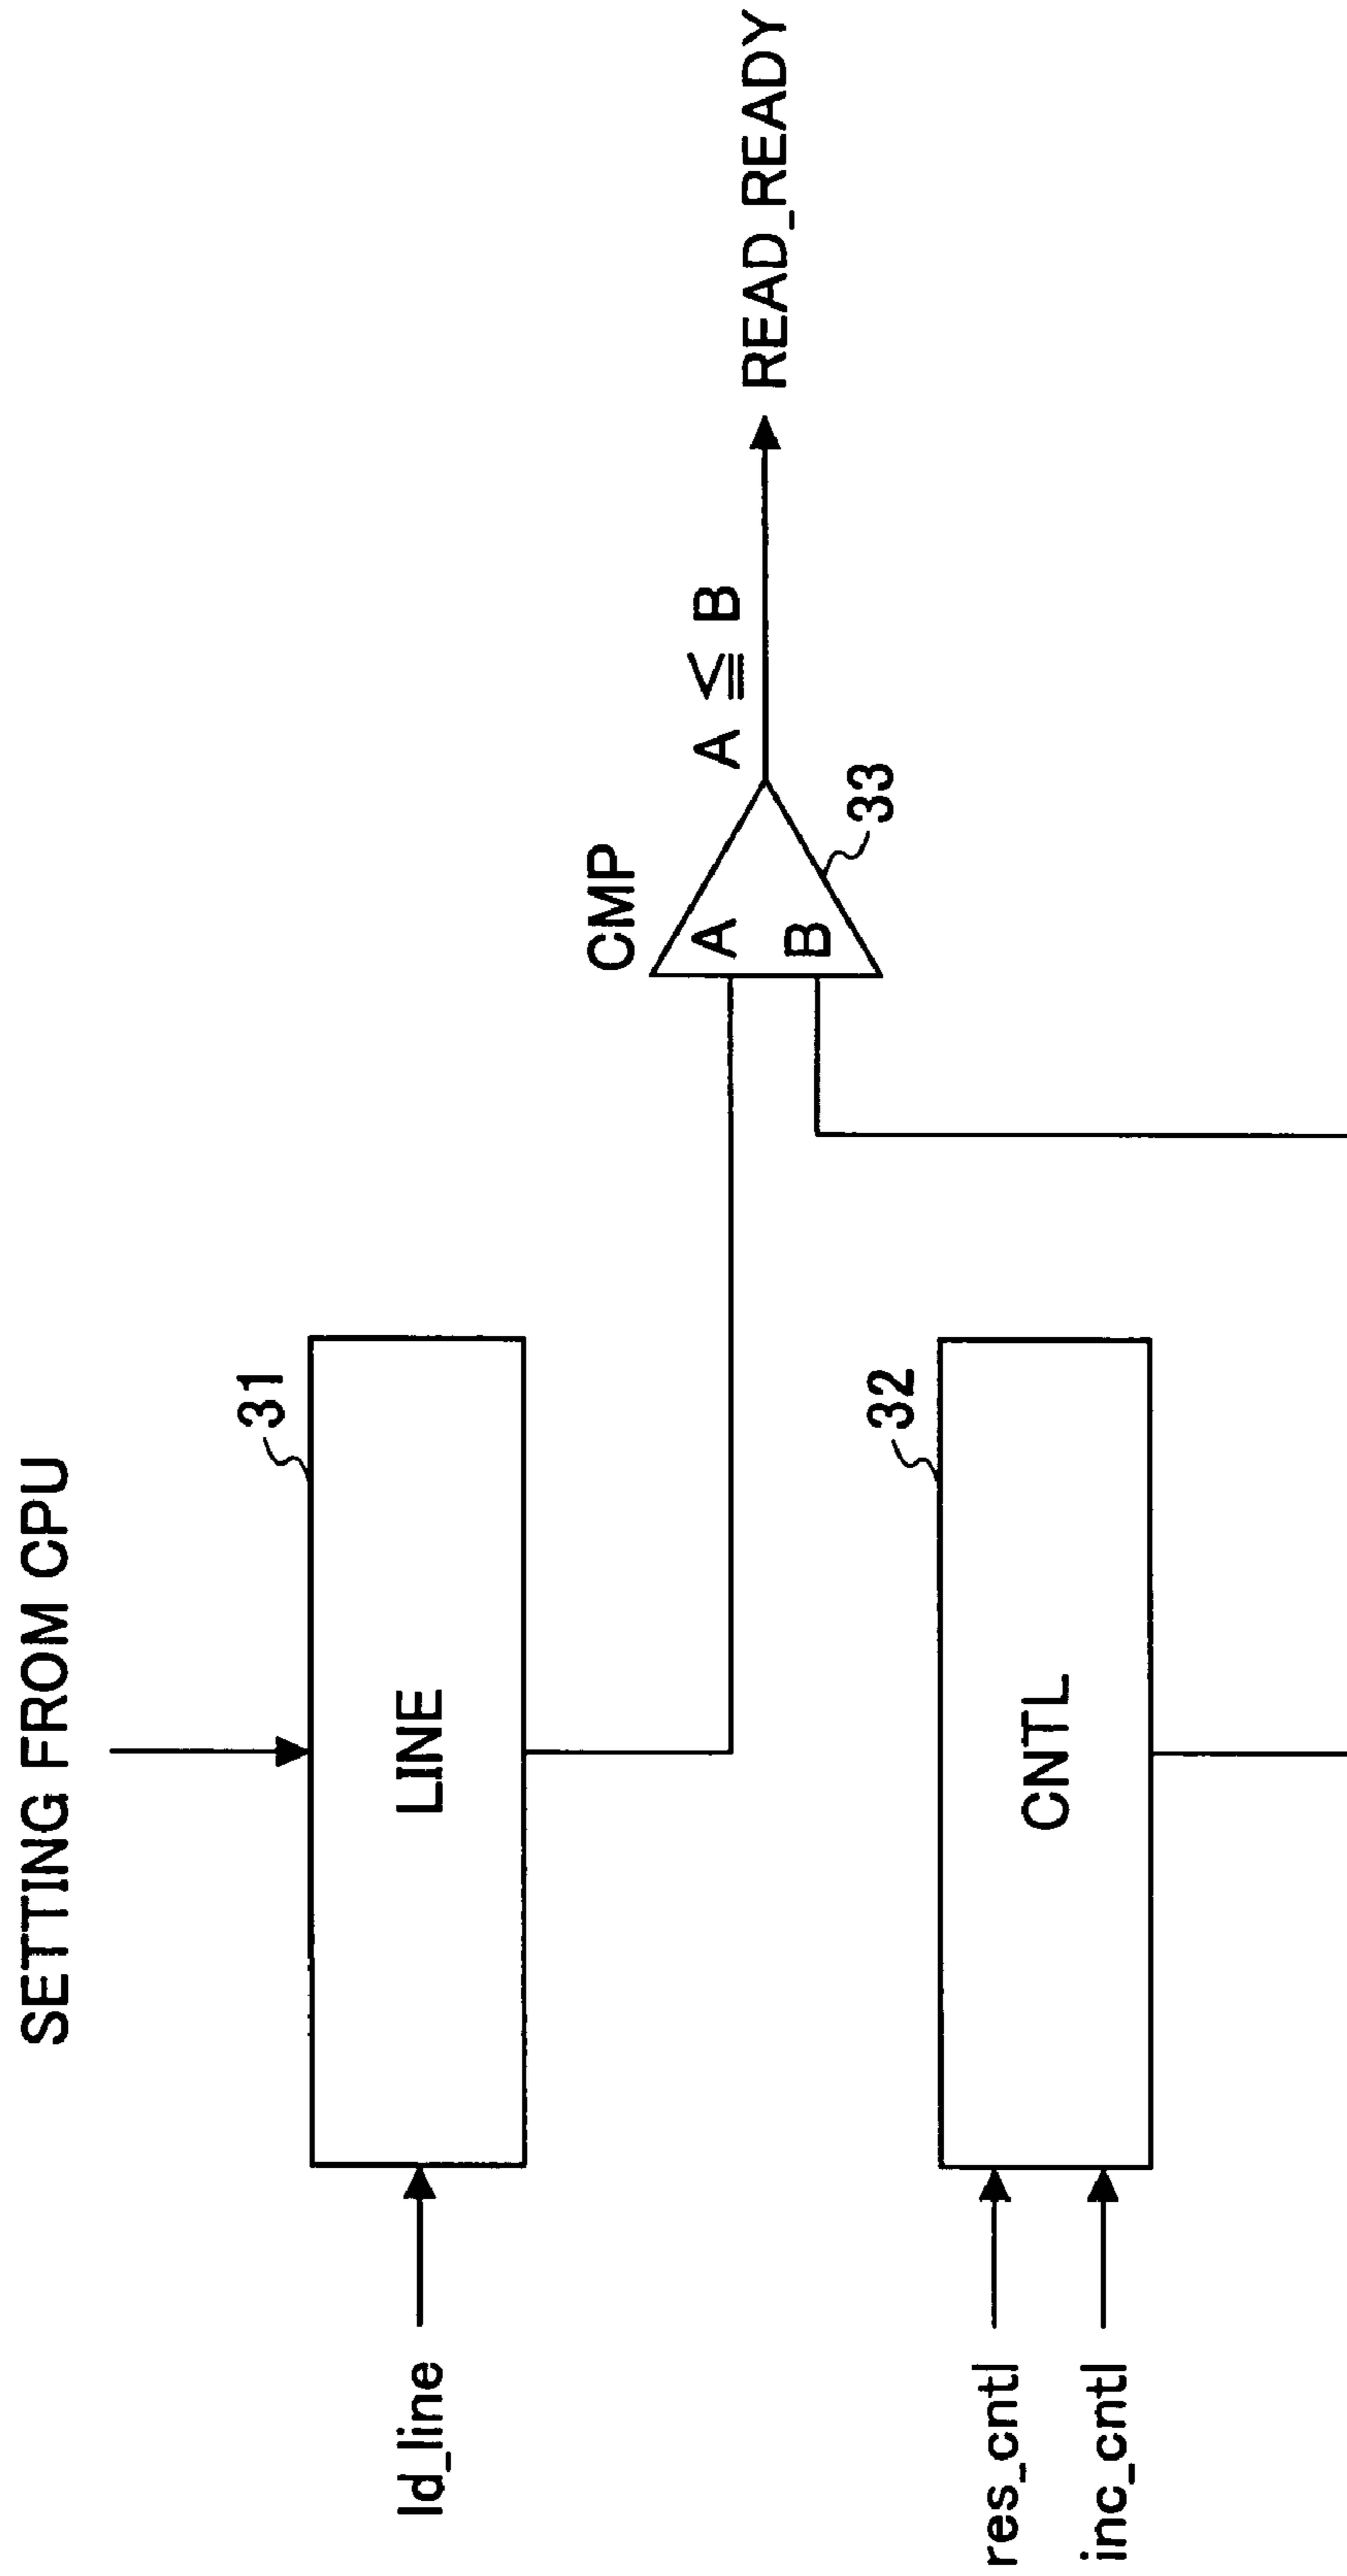 SETTING FROM CPU
31
ld_line
LINE
CMP
A
B
A ≦ B
READ_READY
33
32
res_cntl
inc_cntl
CNTL